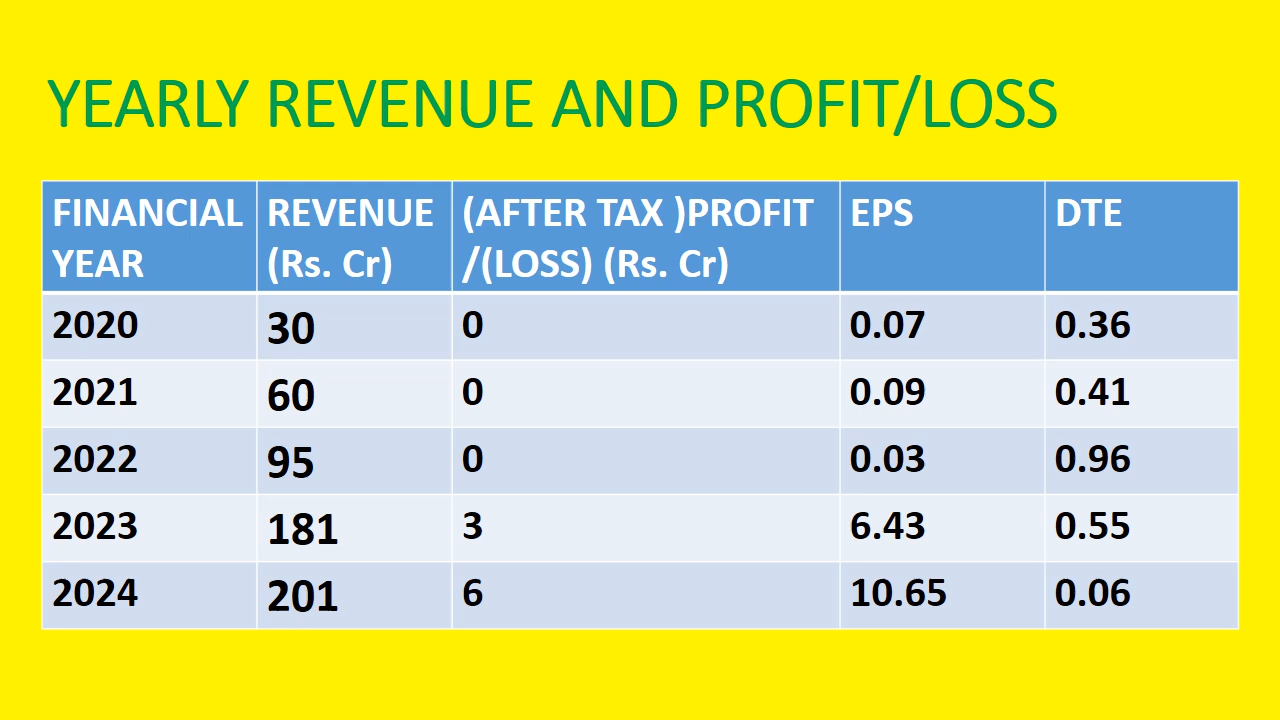 YEARLY REVENUE AND PROFIT/LOSS
FINANCIAL YEAR REVENUE (Rs. Cr) (AFTER TAX )PROFIT /(LOSS) (Rs. Cr) EPS DTE
2020 30 0 0.07 0.36
2021 60 0 0.09 0.41
2022 95 0 0.03 0.96
2023 181 3 6.43 0.55
2024 201 6 10.65 0.06